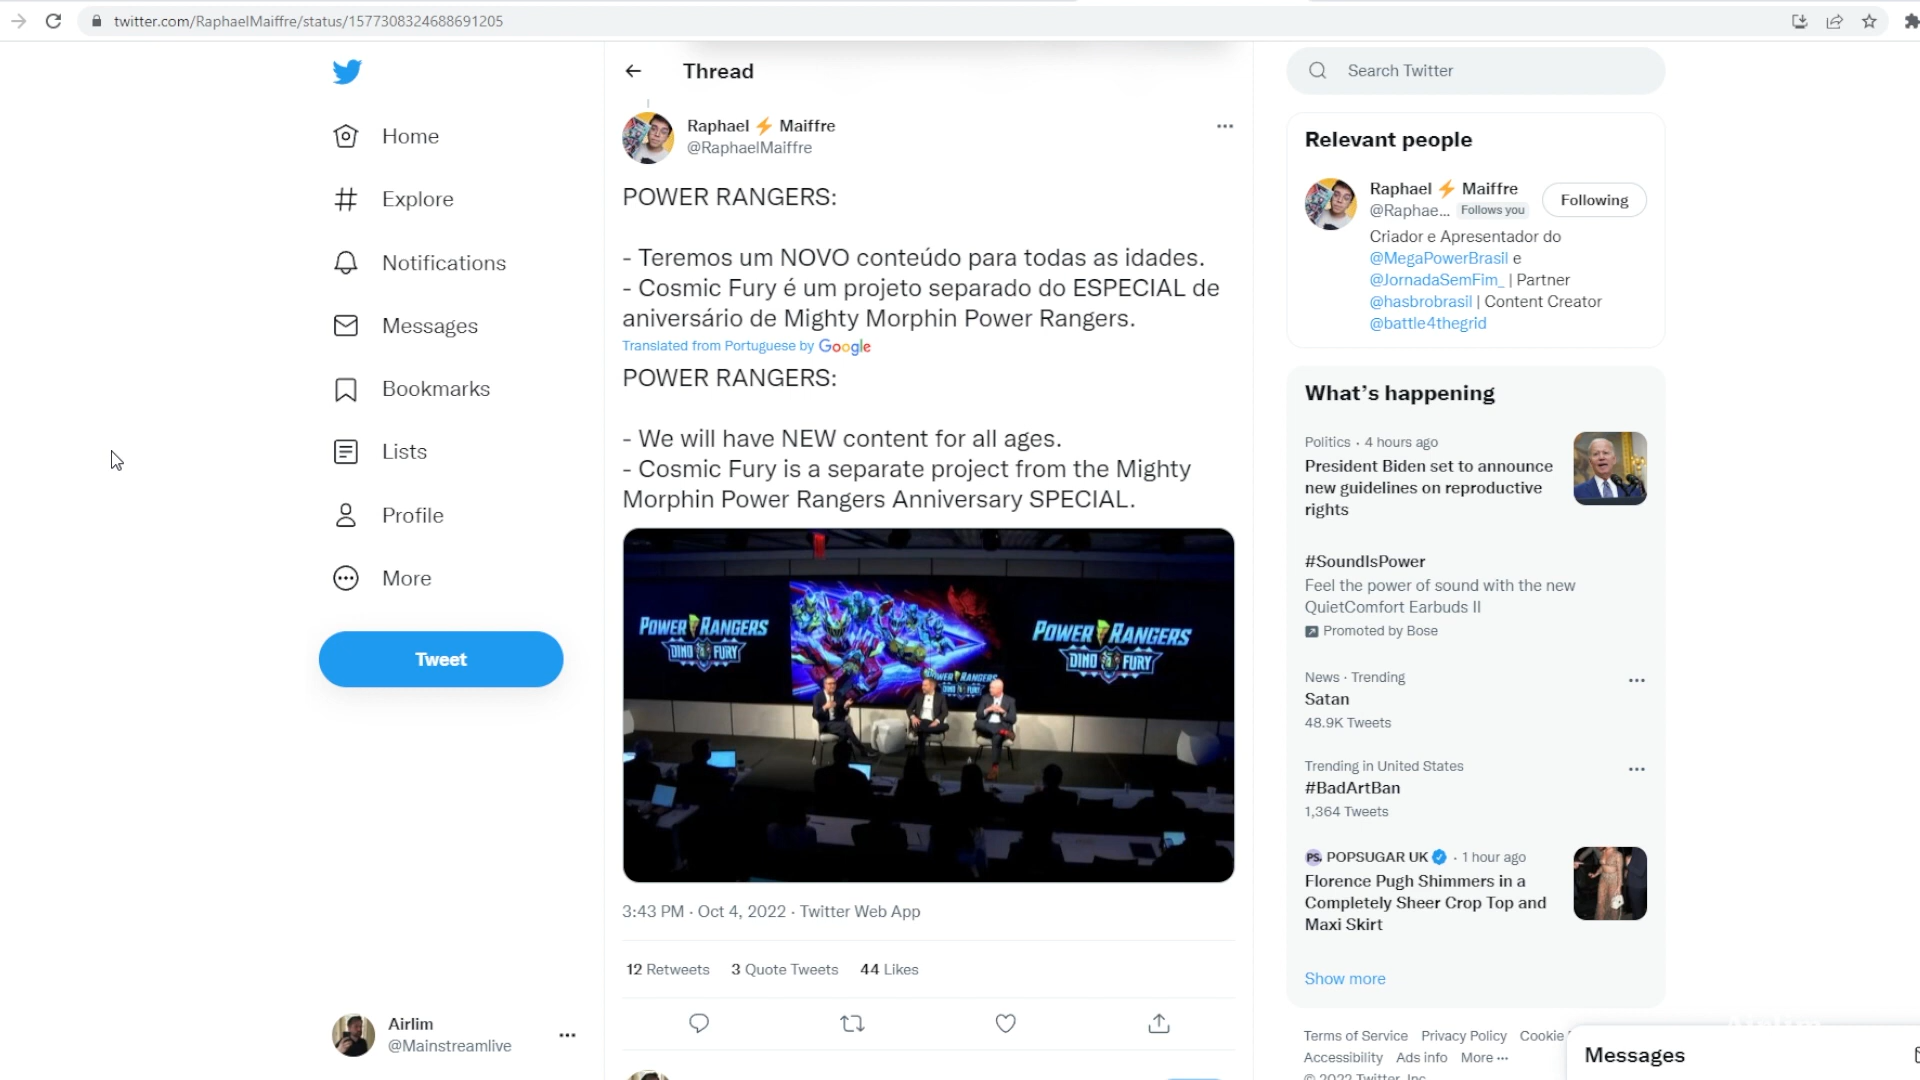 twitter.com/RaphaelMaiffre/status/1577308324688691205
Home
Explore
Notifications
Messages
Bookmarks
Lists
Profile
More
Tweet
Airlim
@Mainstreamlive
Thread
Raphael ⚡ Maiffre
@RaphaelMaiffre
POWER RANGERS:
- Teremos um NOVO conteúdo para todas as idades.
- Cosmic Fury é um projeto separado do ESPECIAL de
aniversário de Mighty Morphin Power Rangers.
Translated from Portuguese by Google
POWER RANGERS:
- We will have NEW content for all ages.
- Cosmic Fury is a separate project from the Mighty
Morphin Power Rangers Anniversary SPECIAL.
POWER RANGERS
DINO FURY
POWER RANGERS
DINO FURY
POWER RANGERS
DINO FURY
3:43 PM · Oct 4, 2022 · Twitter Web App
12 Retweets 3 Quote Tweets 44 Likes
Search Twitter
Relevant people
Raphael ⚡ Maiffre
@Raphae... Follows you
Following
Criador e Apresentador do
@MegaPowerBrasil e
@JornadaSemFim_ | Partner
@hasbrobrasil | Content Creator
@battle4thegrid
What's happening
Politics · 4 hours ago
President Biden set to announce
new guidelines on reproductive
rights
#SoundIsPower
Feel the power of sound with the new
QuietComfort Earbuds II
Promoted by Bose
News · Trending
Satan
48.9K Tweets
Trending in United States
#BadArtBan
1,364 Tweets
PS. POPSUGAR UK · 1 hour ago
Florence Pugh Shimmers in a
Completely Sheer Crop Top and
Maxi Skirt
Show more
Terms of Service Privacy Policy Cookie
Accessibility Ads info More ···
© 2022 Twitter, Inc.
Messages